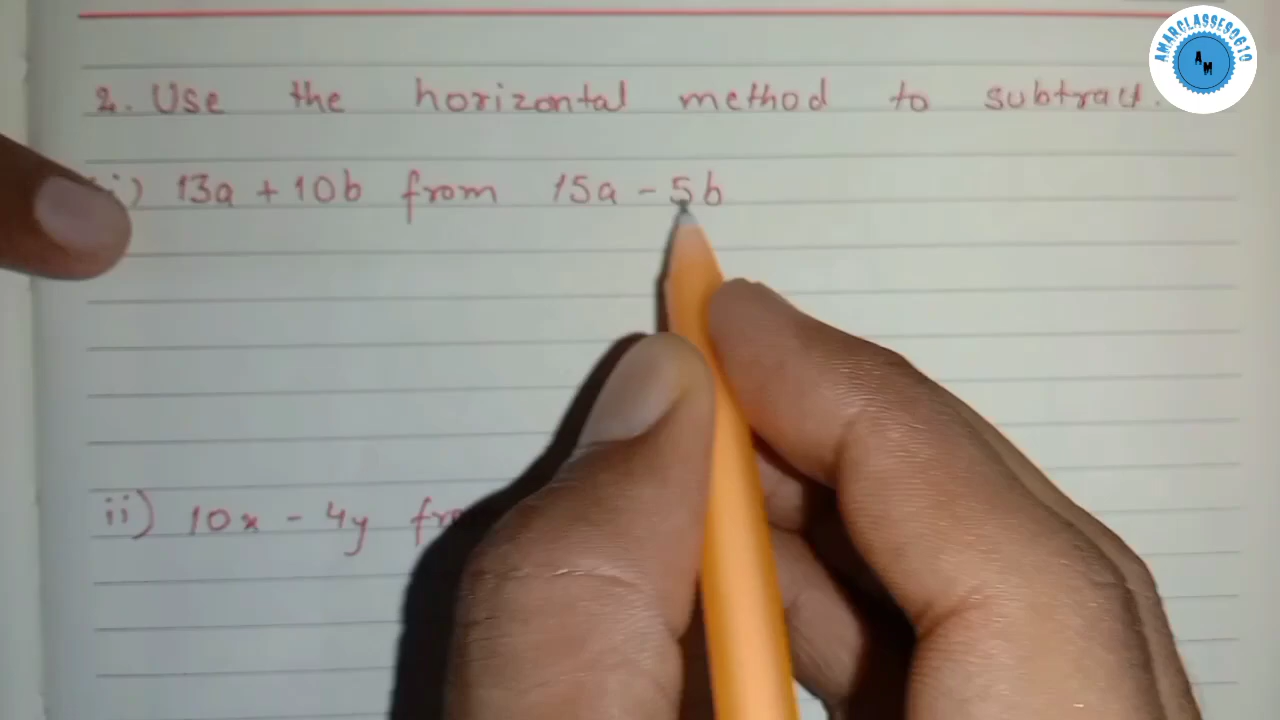 AMARCLASSES0610
AM
2. Use the horizontal method to subtract.
i) 13a + 10b from 15a - 5b
ii) 10x - 4y